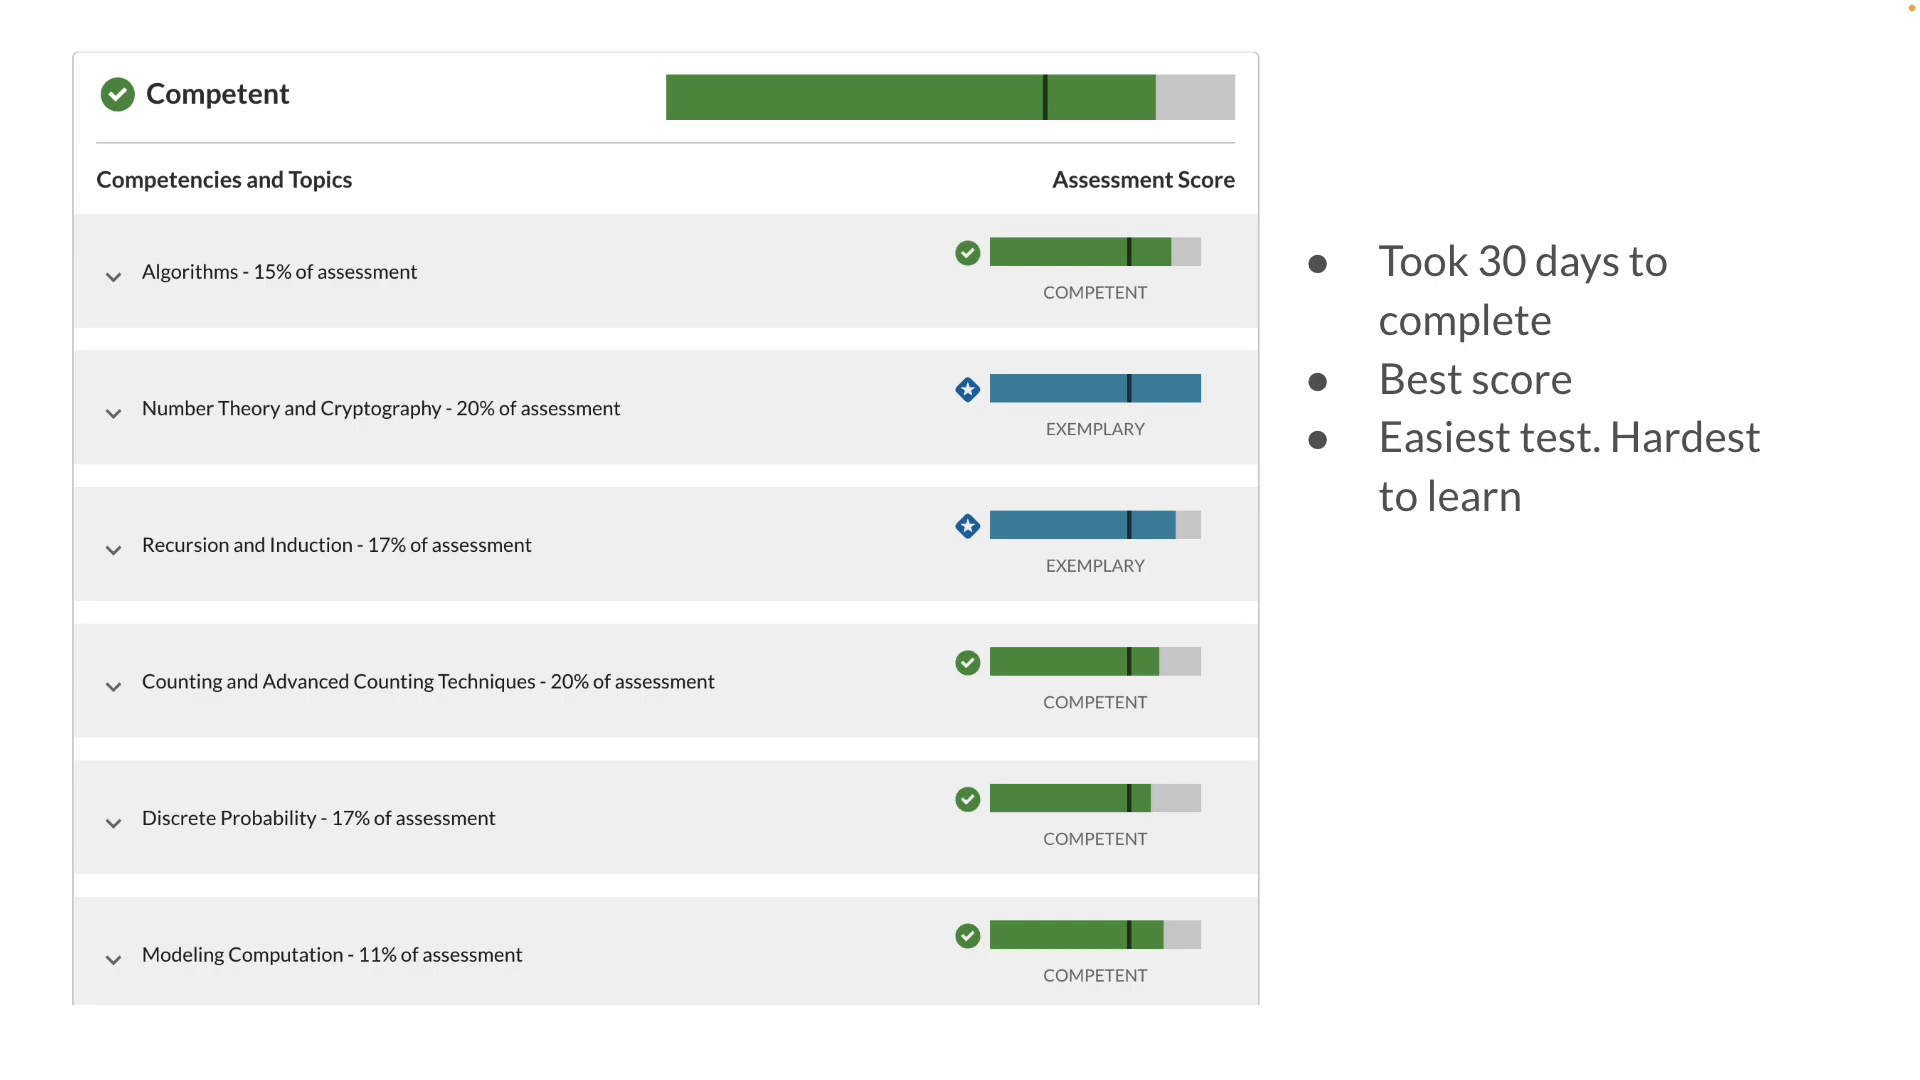 Competent
Competencies and Topics
Assessment Score
Algorithms - 15% of assessment
COMPETENT
Number Theory and Cryptography - 20% of assessment
EXEMPLARY
Recursion and Induction - 17% of assessment
EXEMPLARY
Counting and Advanced Counting Techniques - 20% of assessment
COMPETENT
Discrete Probability - 17% of assessment
COMPETENT
Modeling Computation - 11% of assessment
COMPETENT
● Took 30 days to
complete
● Best score
● Easiest test. Hardest
to learn